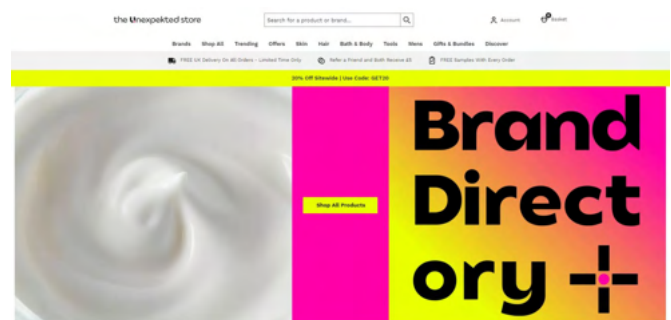 the Unexpekted store
Search for a product or brand...
Account
Basket
Brands Shop All Trending Offers Skin Hair Bath & Body Tools Mens Gifts & Bundles Discover
FREE UK Delivery On All Orders - Limited Time Only
Refer a Friend and Both Receive £5
FREE Samples With Every Order
20% Off Sitewide | Use Code: GET20
Shop All Products
Brand
Direct
ory